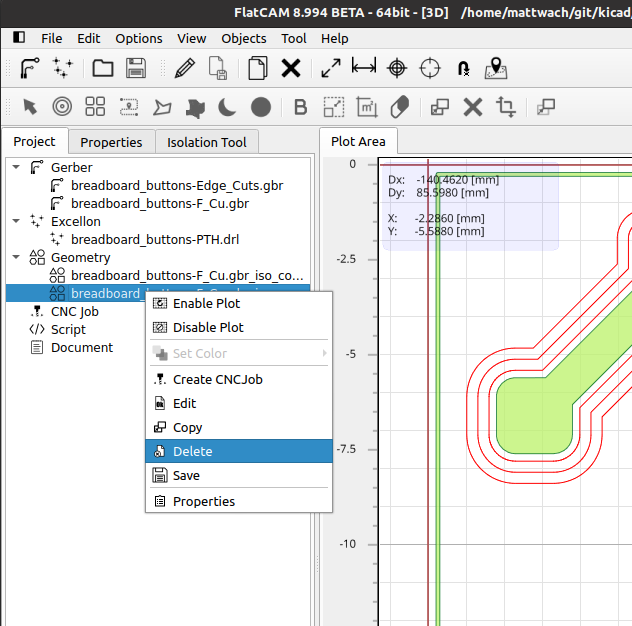 FlatCAM 8.994 BETA - 64bit - [3D] /home/mattwach/git/kicad/
File Edit Options View Objects Tool Help
Project Properties Isolation Tool Plot Area
Gerber
breadboard_buttons-Edge_Cuts.gbr
breadboard_buttons-F_Cu.gbr
Excellon
breadboard_buttons-PTH.drl
Geometry
breadboard_buttons-F_Cu.gbr_iso_co...
breadboard_buttons
CNC Job
Script
Document
Enable Plot
Disable Plot
Set Color
Create CNCJob
Edit
Copy
Delete
Save
Properties
0
Dx: -140.4620 [mm]
Dy: 85.5980 [mm]
X: -2.2860 [mm]
Y: -5.5880 [mm]
-2.5
-5
-7.5
-10